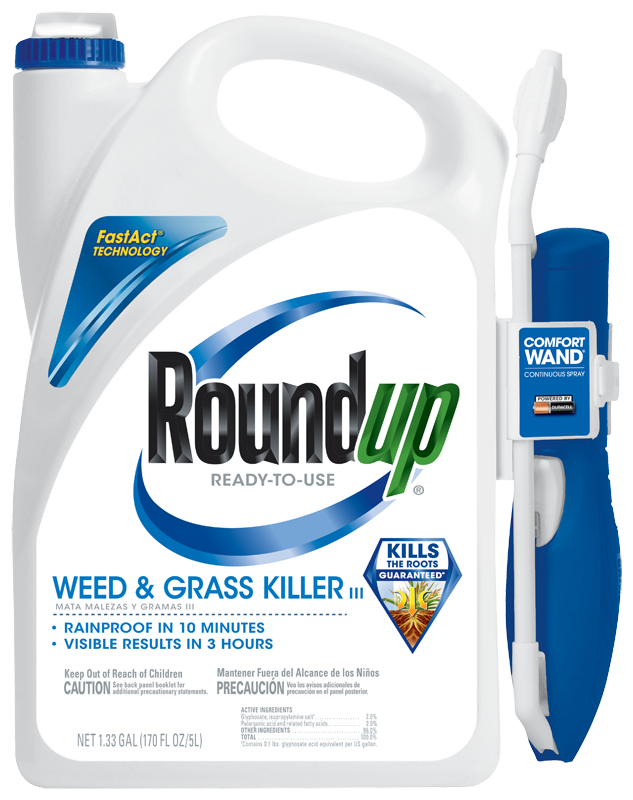 FastAct®
TECHNOLOGY
Roundup®
READY-TO-USE
WEED & GRASS KILLER III
MATA MALEZAS Y GRAMAS III
• RAINPROOF IN 10 MINUTES
• VISIBLE RESULTS IN 3 HOURS
KILLS
THE ROOTS
GUARANTEED*
Keep Out of Reach of Children
CAUTION See back panel booklet for
additional precautionary statements.
Mantener Fuera del Alcance de los Niños
PRECAUCIÓN Vea los avisos adicionales de
precaución en el panel posterior.
ACTIVE INGREDIENTS
Glyphosate, isopropylamine salt* 2.0%
Pelargonic and related fatty acids 2.0%
OTHER INGREDIENTS 96.0%
TOTAL 100.0%
*Contains 0.1 lbs. glyphosate acid equivalent per US gallon.
NET 1.33 GAL (170 FL OZ/5L)
COMFORT
WAND®
CONTINUOUS SPRAY
POWERED BY
DURACELL